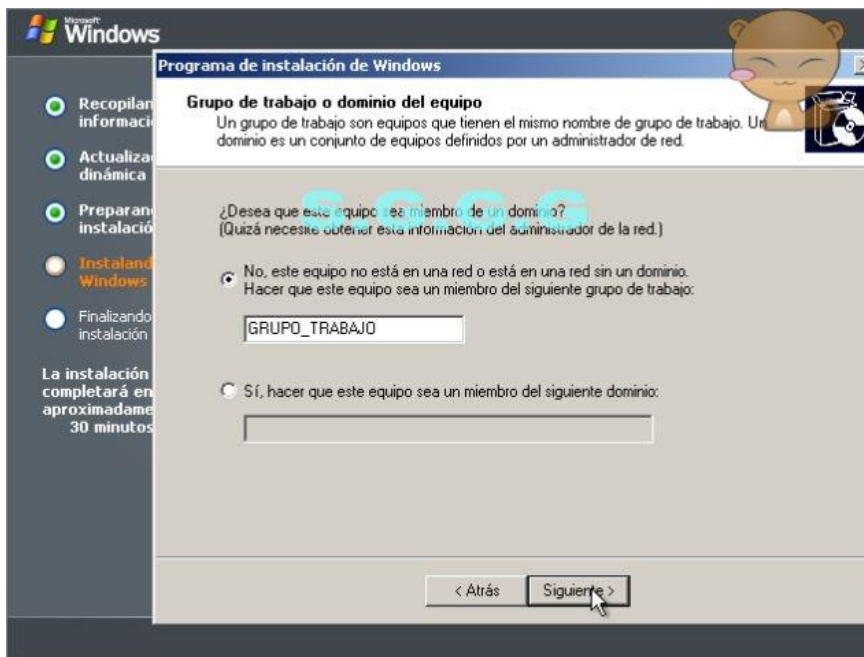 Microsoft
Windows
Programa de instalación de Windows
Grupo de trabajo o dominio del equipo
Un grupo de trabajo son equipos que tienen el mismo nombre de grupo de trabajo. Un
dominio es un conjunto de equipos definidos por un administrador de red.
Recopilan
informaci
Actualiza
dinámica
Preparan
instalació
Instaland
Windows
Finalizando
instalación
La instalación
completará en
aproximadame
30 minutos
S.G.G.G
¿Desea que este equipo sea miembro de un dominio?
(Quizá necesite obtener esta información del administrador de la red.)
No, este equipo no está en una red o está en una red sin un dominio.
Hacer que este equipo sea un miembro del siguiente grupo de trabajo:
GRUPO_TRABAJO
Sí, hacer que este equipo sea un miembro del siguiente dominio:
< Atrás
Siguiente >